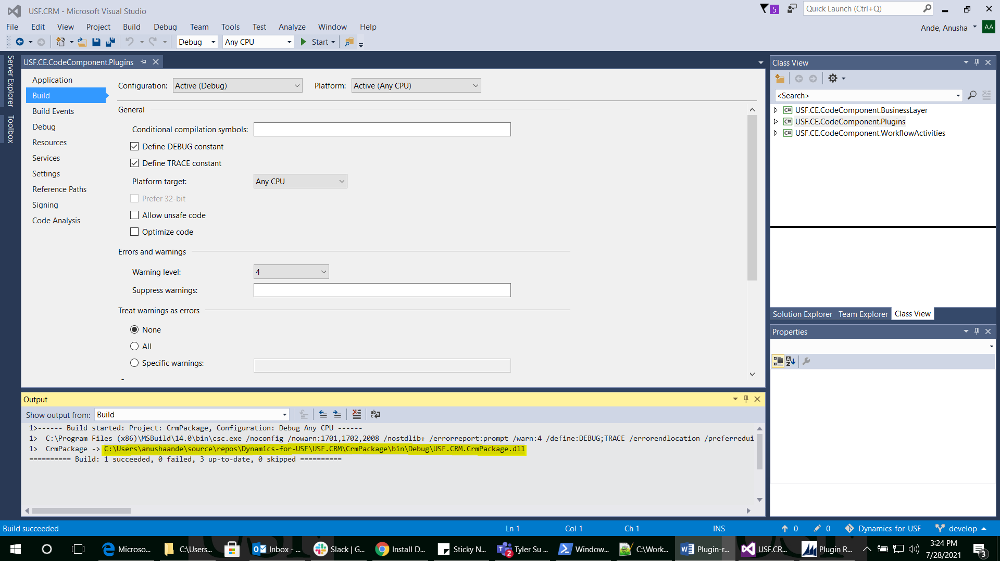 USF.CRM - Microsoft Visual Studio
5
Quick Launch (Ctrl+Q)
File Edit View Project Build Debug Team Tools Test Analyze Window Help
Ande, Anusha AA
Debug Any CPU Start
Server Explorer
Toolbox
USF.CE.CodeComponent.Plugins
Application
Build
Build Events
Debug
Resources
Services
Settings
Reference Paths
Signing
Code Analysis
Configuration: Active (Debug) Platform: Active (Any CPU)
General
Conditional compilation symbols:
Define DEBUG constant
Define TRACE constant
Platform target: Any CPU
Prefer 32-bit
Allow unsafe code
Optimize code
Errors and warnings
Warning level: 4
Suppress warnings:
Treat warnings as errors
None
All
Specific warnings:
Class View
<Search>
C# USF.CE.CodeComponent.BusinessLayer
C# USF.CE.CodeComponent.Plugins
C# USF.CE.CodeComponent.WorkflowActivities
Solution Explorer Team Explorer Class View
Properties
Output
Show output from: Build
1>------ Build started: Project: CrmPackage, Configuration: Debug Any CPU ------
1>  C:\Program Files (x86)\MSBuild\14.0\bin\csc.exe /noconfig /nowarn:1701,1702,2008 /nostdlib+ /errorreport:prompt /warn:4 /define:DEBUG;TRACE /errorendlocation /preferredui
1>  CrmPackage -> C:\Users\anushaande\source\repos\Dynamics-for-USF\USF.CRM\CrmPackage\bin\Debug\USF.CRM.CrmPackage.dll
========== Build: 1 succeeded, 0 failed, 3 up-to-date, 0 skipped ==========
Build succeeded Ln 1 Col 1 Ch 1 INS 0 0 Dynamics-for-USF develop
Microso... C:\Users... Inbox - ... Slack | G... Install D... Sticky N... 2 Tyler Su ... Window... C:\Work... Plugin-r... USF.CR... Plugin R...
3:24 PM
7/28/2021
3